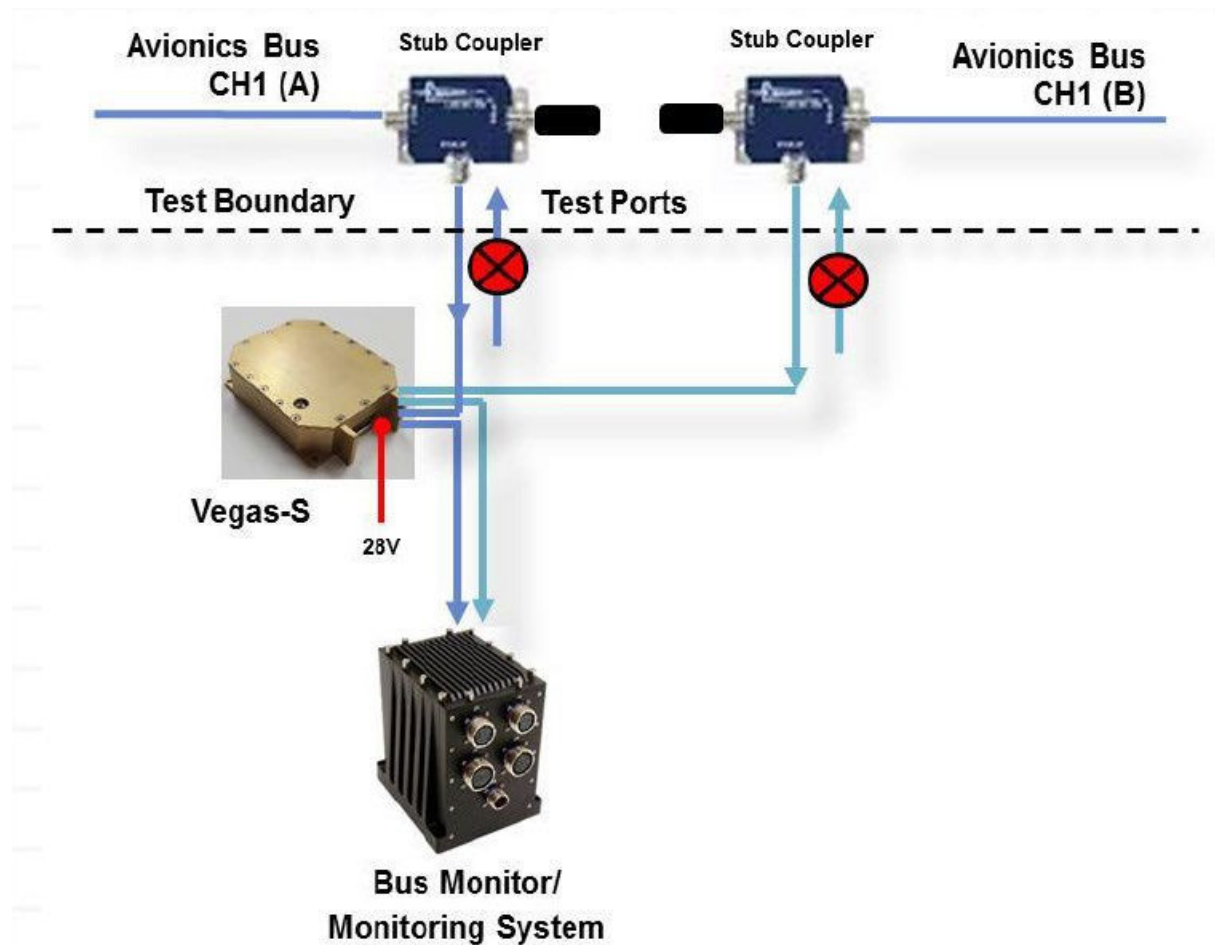 Stub Coupler
Stub Coupler
Avionics Bus
CH1 (A)
Avionics Bus
CH1 (B)
Test Boundary
Test Ports
Vegas-S
28V
Bus Monitor/
Monitoring System